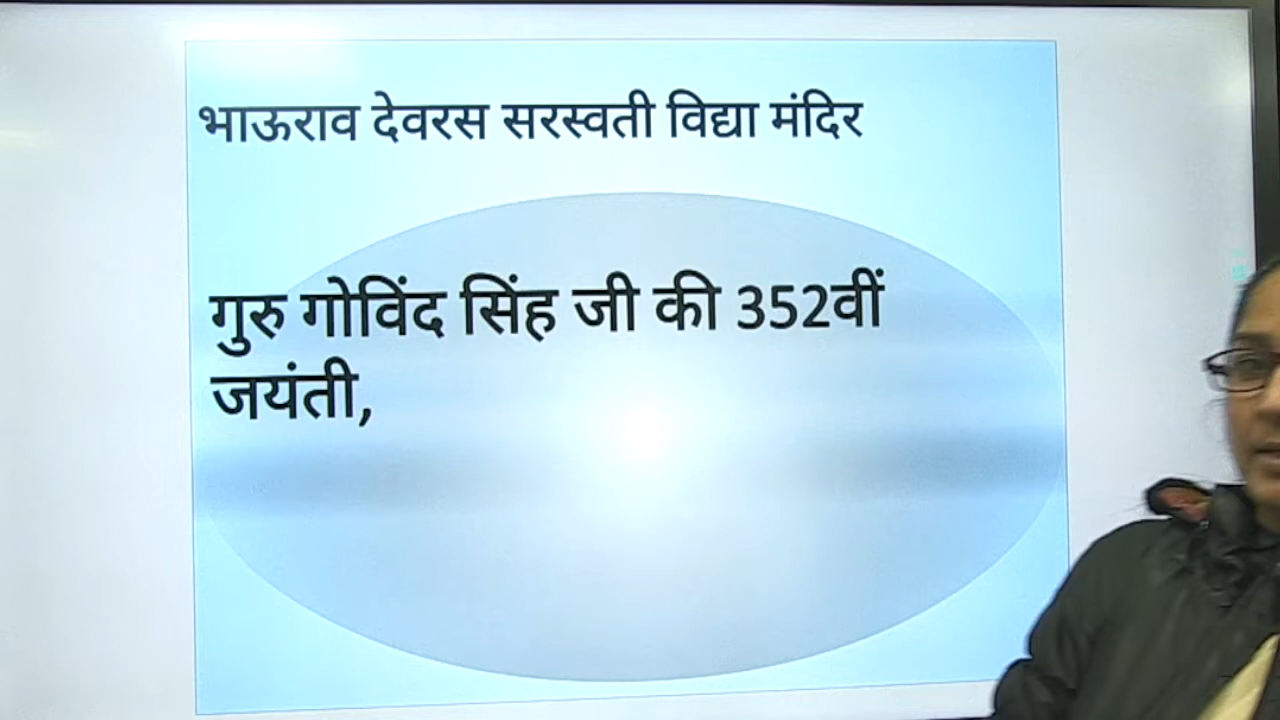 भाऊराव देवरस सरस्वती विद्या मंदिर
गुरु गोविंद सिंह जी की 352वीं
जयंती,